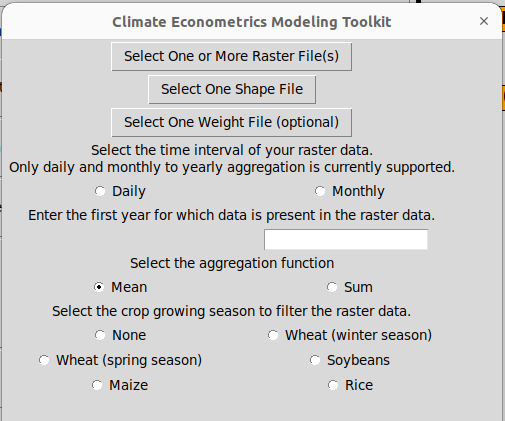 Climate Econometrics Modeling Toolkit ×
Select One or More Raster File(s)
Select One Shape File
Select One Weight File (optional)
Select the time interval of your raster data.
Only daily and monthly to yearly aggregation is currently supported.
Daily Monthly
Enter the first year for which data is present in the raster data.
Select the aggregation function
Mean Sum
Select the crop growing season to filter the raster data.
None Wheat (winter season)
Wheat (spring season) Soybeans
Maize Rice